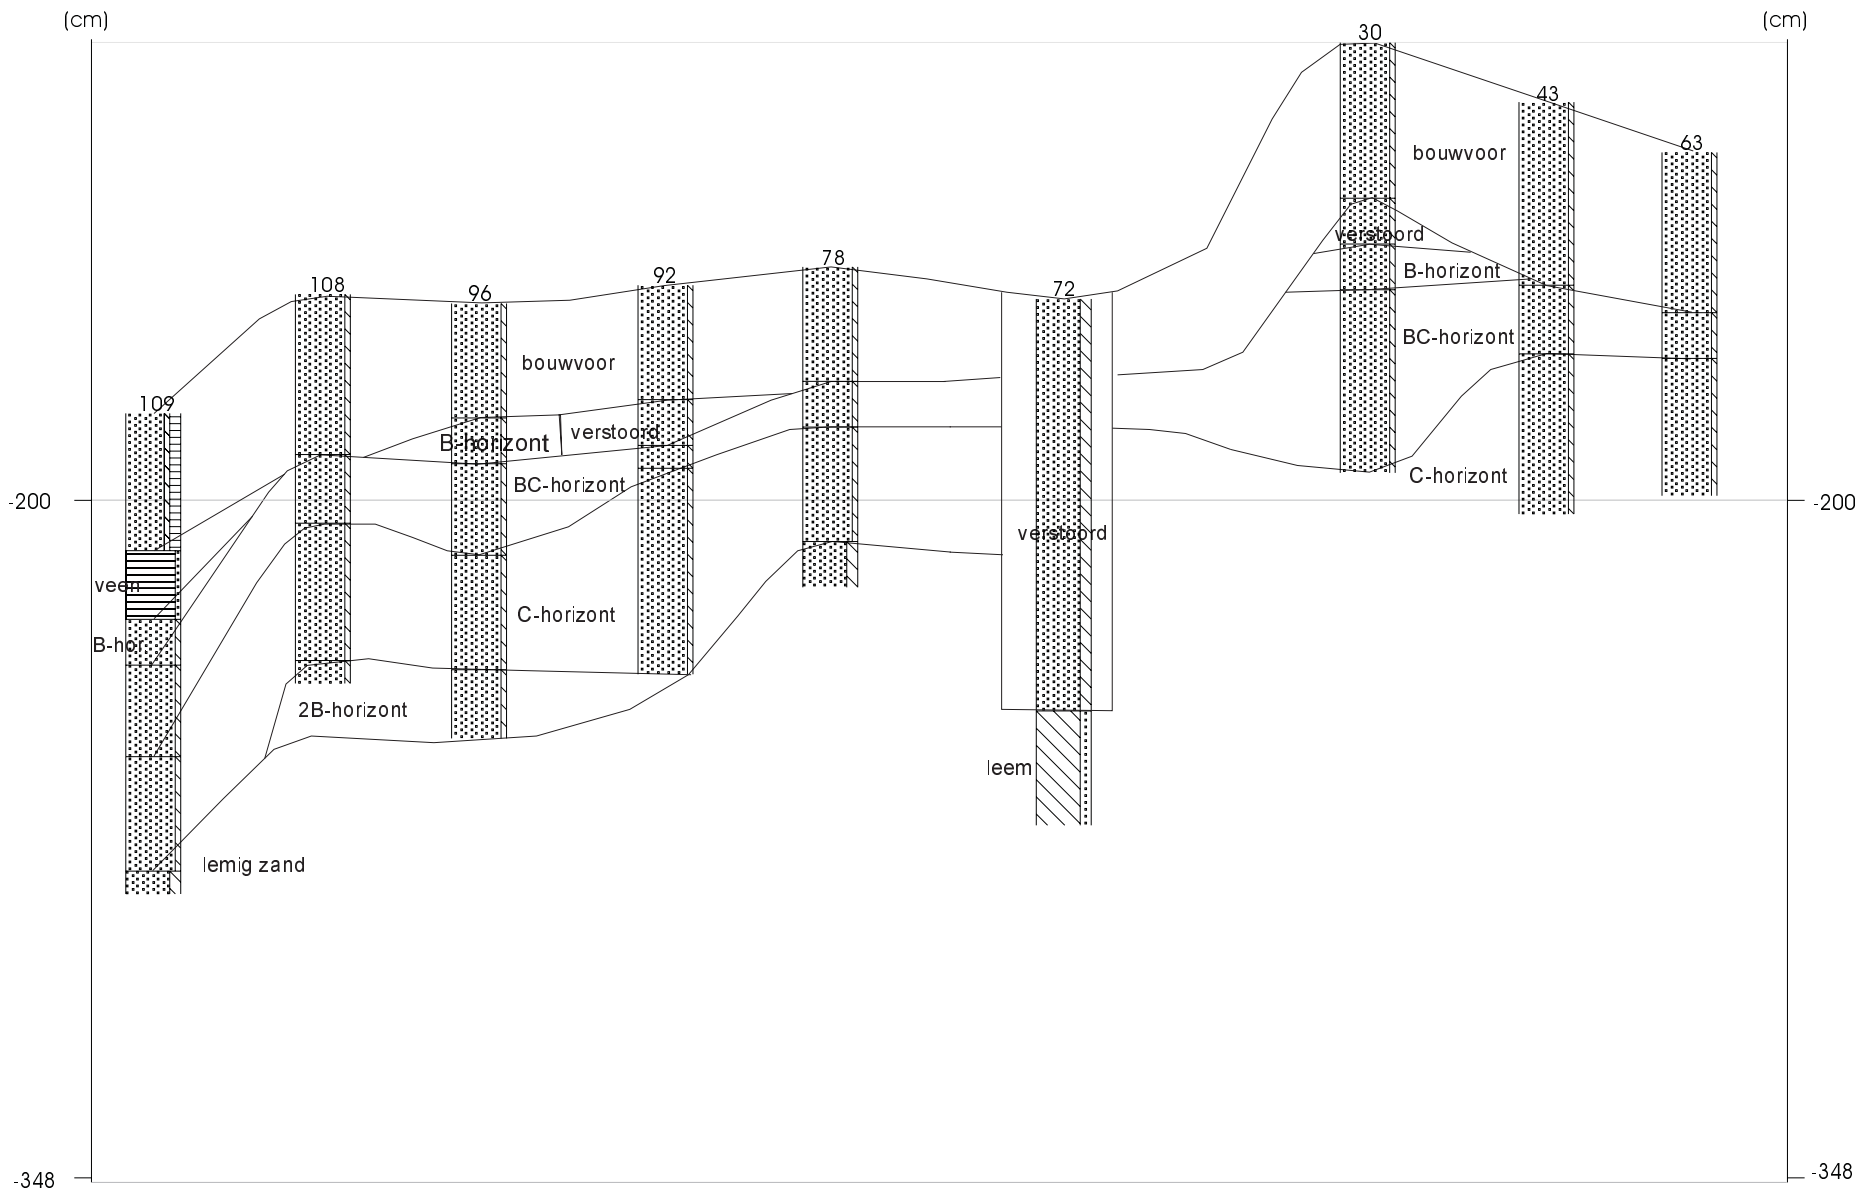 (cm)
(cm)
30
43
63
bouwvoor
verstoord
78
B-horizont
92
108
72
96
BC-horizont
bouwvoor
109
verstoord
B-horizont
C-horizont
BC-horizont
-200
-200
verstoord
veen
C-horizont
B-hor
2B-horizont
leem
lemig zand
-348
-348